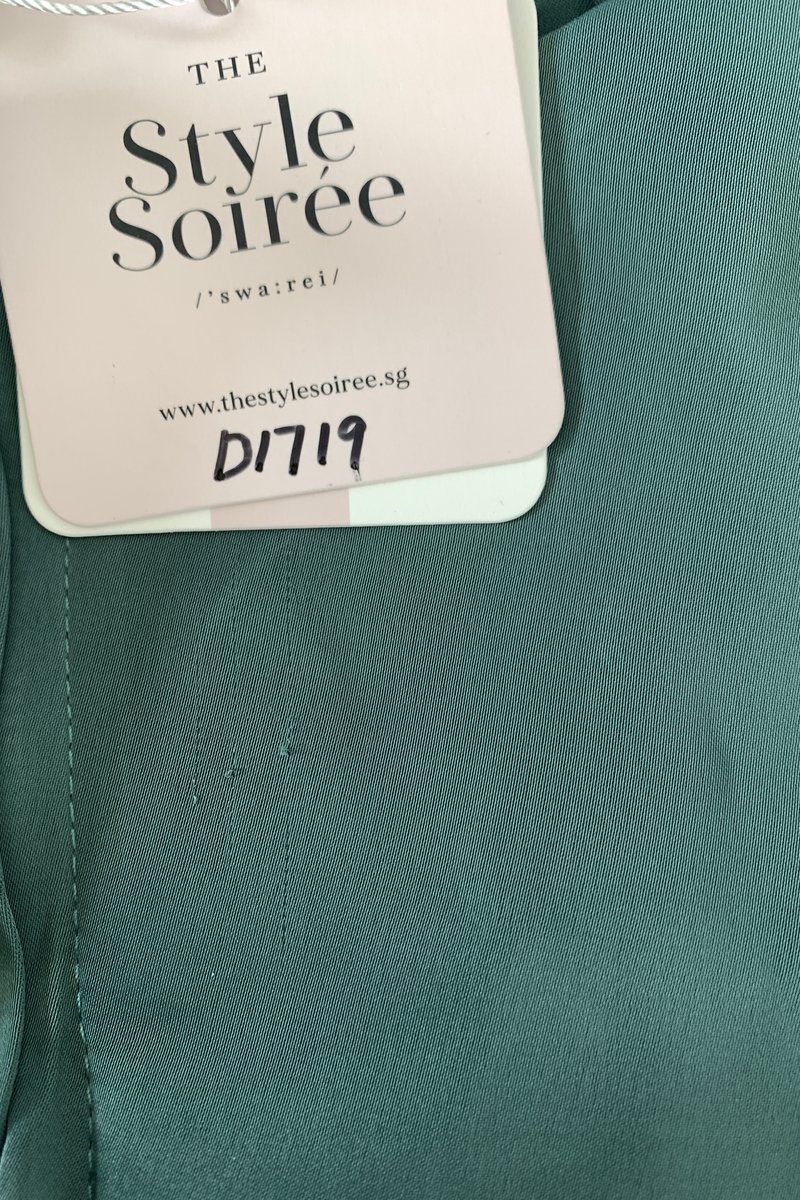 THE
Style
Soirée
/'swa:rei/
www.thestylesoiree.sg
D1719